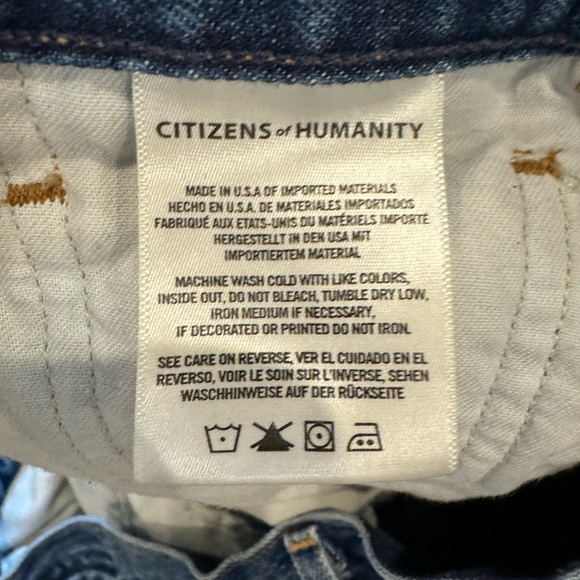 CITIZENS of HUMANITY
MADE IN U.S.A OF IMPORTED MATERIALS
HECHO EN U.S.A. DE MATERIALES IMPORTADOS
FABRIQUÉ AUX ETATS-UNIS DU MATÉRIELS IMPORTÉ
HERGESTELLT IN DEN USA MIT
IMPORTIERTEM MATERIAL
MACHINE WASH COLD WITH LIKE COLORS,
INSIDE OUT, DO NOT BLEACH, TUMBLE DRY LOW,
IRON MEDIUM IF NECESSARY,
IF DECORATED OR PRINTED DO NOT IRON.
SEE CARE ON REVERSE, VER EL CUIDADO EN EL
REVERSO, VOIR LE SOIN SUR L'INVERSE, SEHEN
WASCHHINWEISE AUF DER RÜCKSEITE